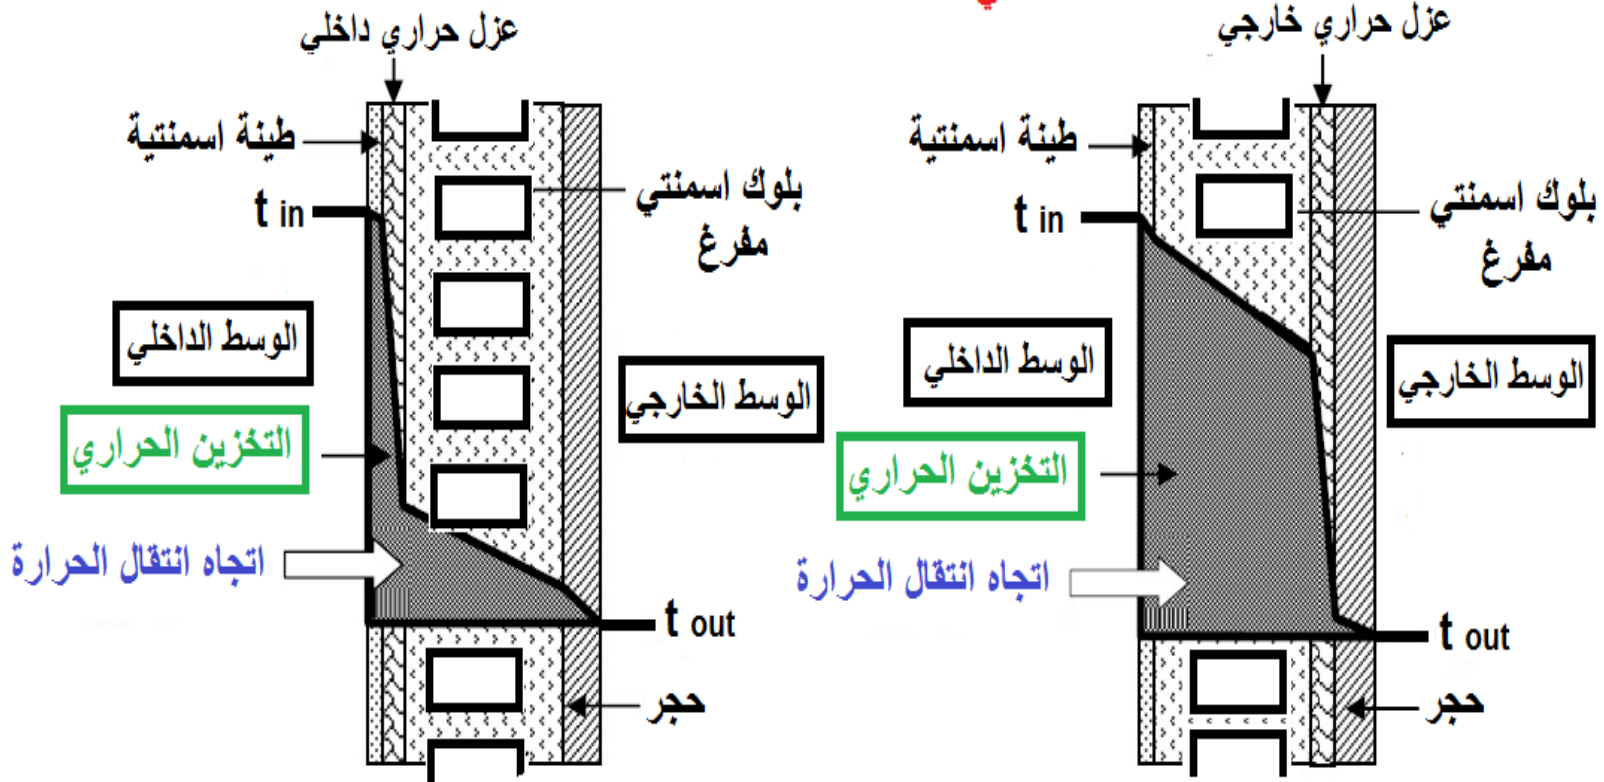 عزل حراري داخلي
طينة اسمنتية
t in
بلوك اسمنتي
مفرغ
الوسط الداخلي
الوسط الخارجي
التخزين الحراري
اتجاه انتقال الحرارة
t out
حجر
عزل حراري خارجي
طينة اسمنتية
t in
بلوك اسمنتي
مفرغ
الوسط الداخلي
الوسط الخارجي
التخزين الحراري
اتجاه انتقال الحرارة
t out
حجر